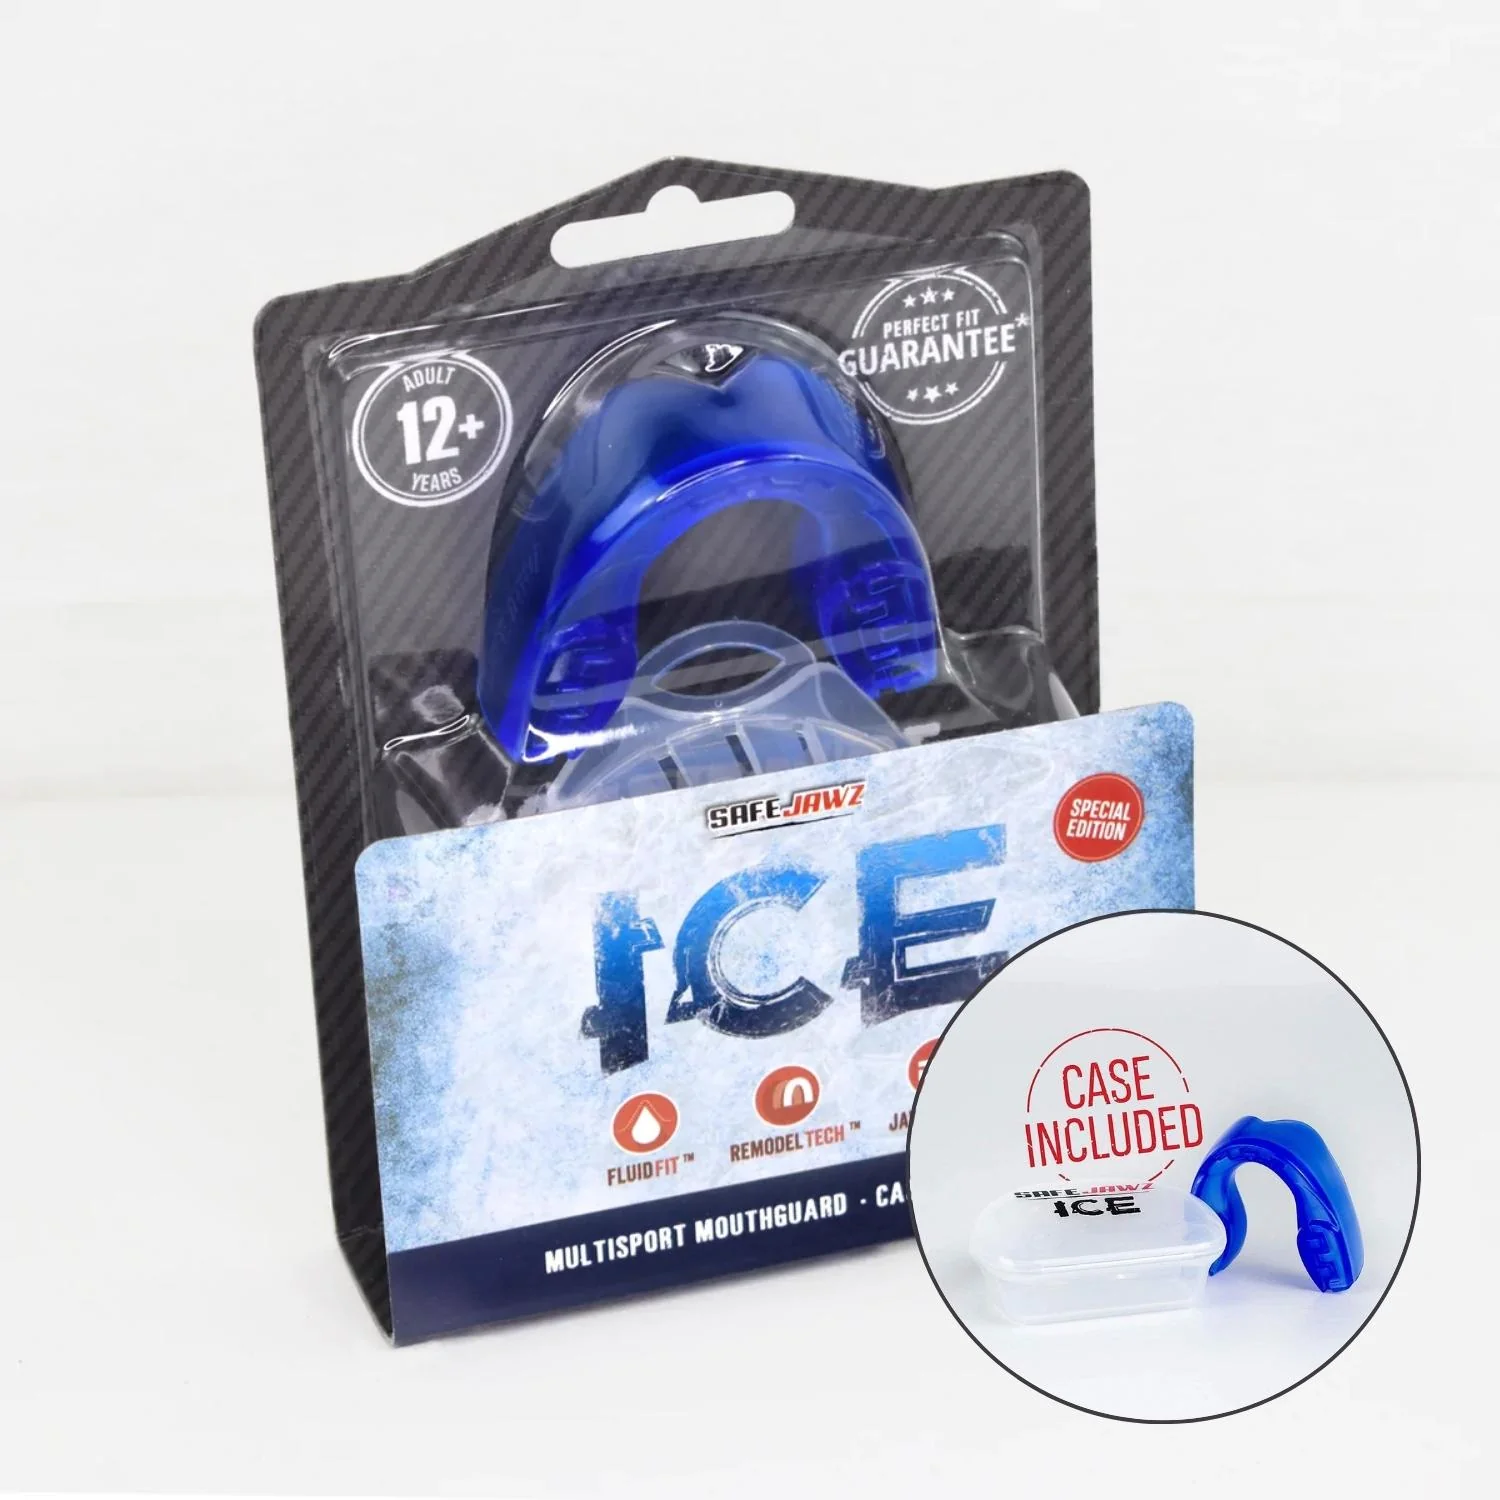 ADULT
12+
YEARS
PERFECT FIT
GUARANTEE*
SAFEJAWZ
SPECIAL
EDITION
ICE
FLUIDFIT™
REMODELTECH™
MULTISPORT MOUTHGUARD ·
CASE
INCLUDED
SAFEJAWZ
ICE